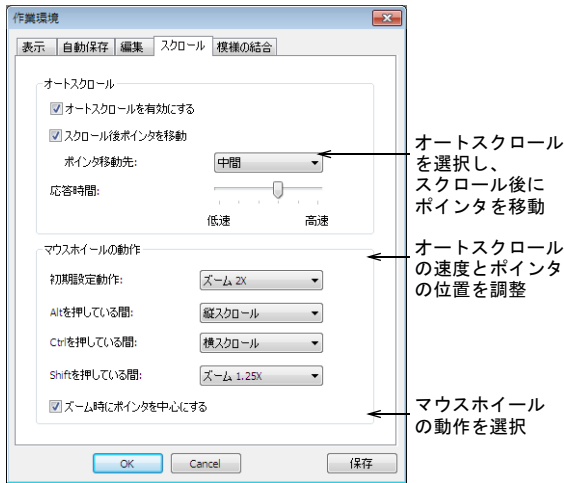 作業環境
表示 自動保存 編集 スクロール 模様の結合
オートスクロール
オートスクロールを有効にする
スクロール後ポインタを移動
ポインタ移動先: 中間
応答時間:
低速 高速
マウスホイールの動作
初期設定動作: ズーム 2X
Altを押している間: 縦スクロール
Ctrlを押している間: 横スクロール
Shiftを押している間: ズーム 1.25X
ズーム時にポインタを中心にする
OK Cancel 保存
オートスクロール
を選択し、
スクロール後に
ポインタを移動
オートスクロール
の速度とポインタ
の位置を調整
マウスホイール
の動作を選択